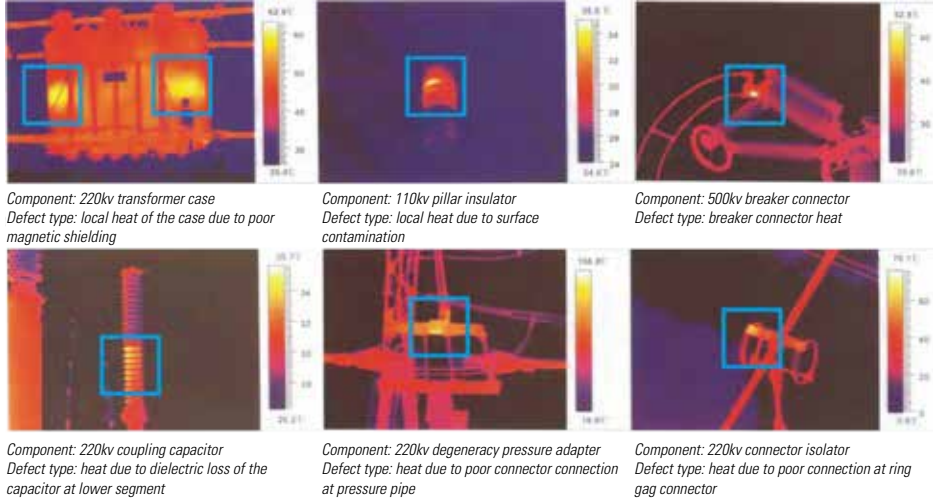 Component: 220kv transformer case
Defect type: local heat of the case due to poor
magnetic shielding
Component: 110kv pillar insulator
Defect type: local heat due to surface
contamination
Component: 500kv breaker connector
Defect type: breaker connector heat
Component: 220kv coupling capacitor
Defect type: heat due to dielectric loss of the
capacitor at lower segment
Component: 220kv degeneracy pressure adapter
Defect type: heat due to poor connector connection
at pressure pipe
Component: 220kv connector isolator
Defect type: heat due to poor connection at ring
gag connector